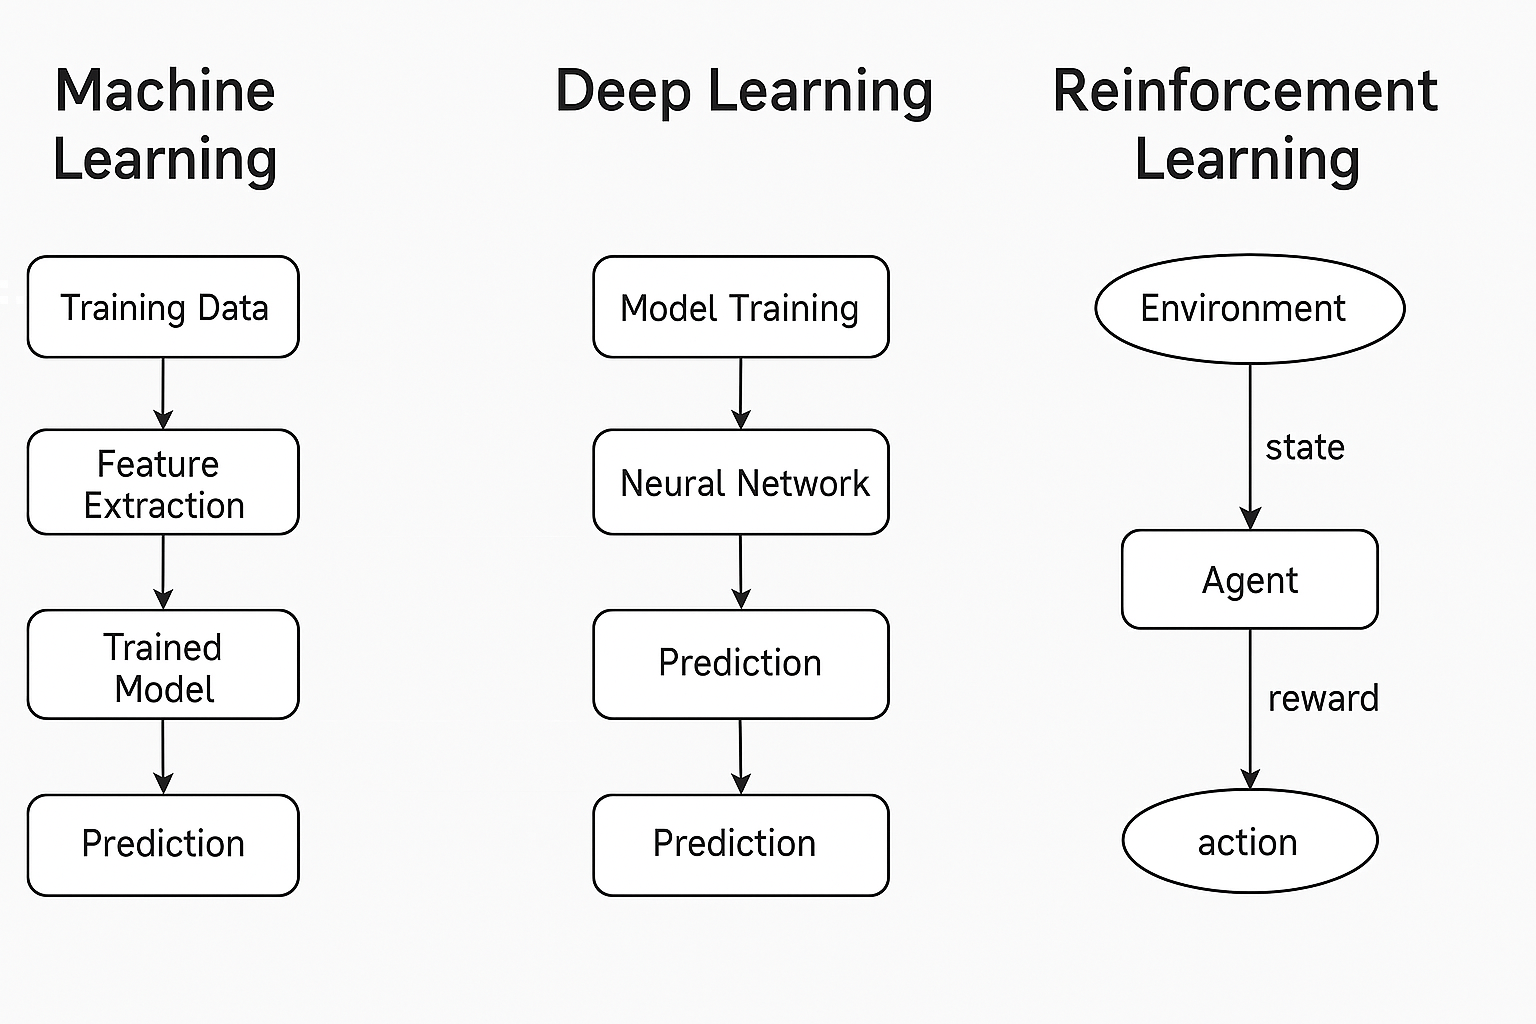 Machine
Learning
Training Data
Feature
Extraction
Trained
Model
Prediction
Deep Learning
Model Training
Neural Network
Prediction
Prediction
Reinforcement
Learning
Environment
state
Agent
reward
action